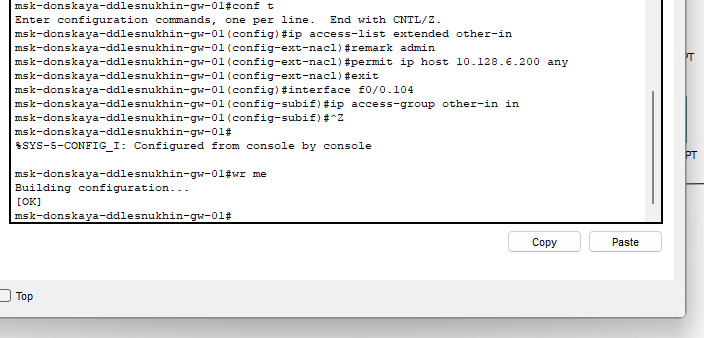 msk-donskaya-ddlesnukhin-gw-01#conf t
Enter configuration commands, one per line.  End with CNTL/Z.
msk-donskaya-ddlesnukhin-gw-01(config)#ip access-list extended other-in
msk-donskaya-ddlesnukhin-gw-01(config-ext-nacl)#remark admin
msk-donskaya-ddlesnukhin-gw-01(config-ext-nacl)#permit ip host 10.128.6.200 any
msk-donskaya-ddlesnukhin-gw-01(config-ext-nacl)#exit
msk-donskaya-ddlesnukhin-gw-01(config)#interface f0/0.104
msk-donskaya-ddlesnukhin-gw-01(config-subif)#ip access-group other-in in
msk-donskaya-ddlesnukhin-gw-01(config-subif)#^Z
msk-donskaya-ddlesnukhin-gw-01#
%SYS-5-CONFIG_I: Configured from console by console
msk-donskaya-ddlesnukhin-gw-01#wr me
Building configuration...
[OK]
msk-donskaya-ddlesnukhin-gw-01#
Copy
Paste
Top
PT
PT